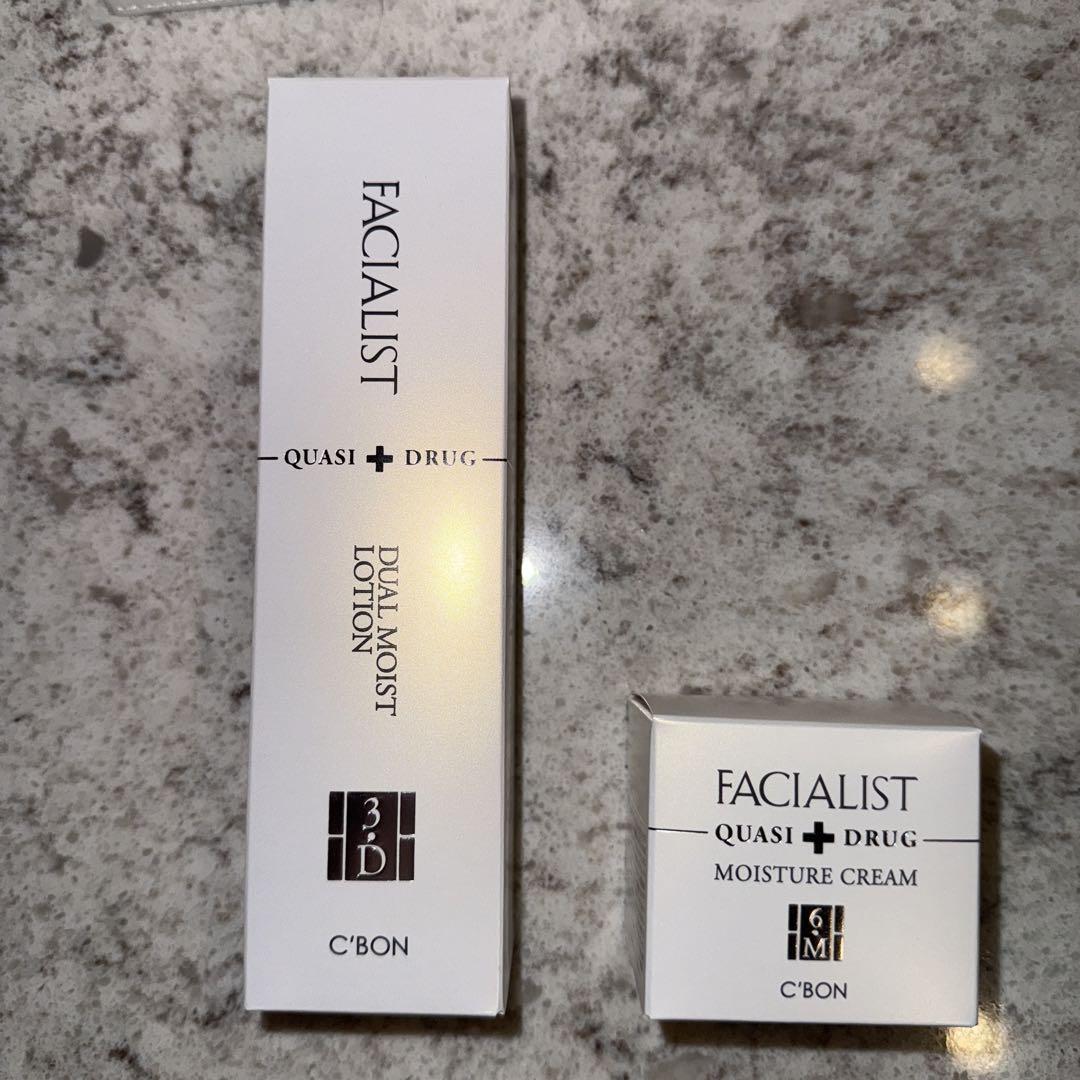 FACIALIST
QUASI + DRUG
DUAL MOIST
LOTION
3.D
C'BON
FACIALIST
QUASI + DRUG
MOISTURE CREAM
6.M
C'BON